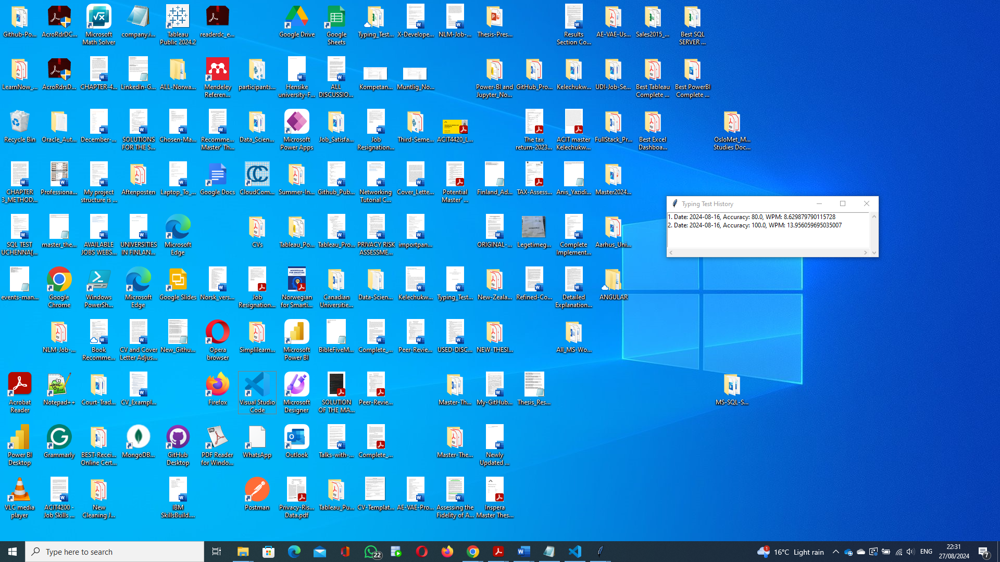 Github-Po...
AcroRdrDC...
Microsoft
Math Solver
company.i...
Tableau
Public 2024.2
readerdc_e...
Google Drive
Google
Sheets
Typing_Test...
X-Develope...
NLM-Job-...
Thesis-Pres...
Results
Section Co...
AE-VAE-Us...
Sales2015_...
Best SQL
SERVER ...
LearnNow_...
AcroRdrsD...
CHAPTER-4...
LinkedIn-G...
ALL-Norwa...
Mendeley
Referen...
participants...
Hensike
university-F...
ALL
DISCUSSIO...
Kompetan...
Muntlig_No...
Power-BI and
Jupyter_No...
GitHub_Pro...
Kelechukw...
UDI-Job-Se...
Best Tableau
Complete ...
Best PowerBI
Complete ...
Recycle Bin
Oracle_Aut...
December-...
SOLUTIONS
FOR THE S...
Chosen-Ma...
Recomme...
Master' Th...
Data_Scien...
Microsoft
Power Apps
Job_Satisfa...
Job
Resignation...
Third-Seme...
ACIT4420_L...
The tax
return-2023...
ACIT master
Kelechukw...
FullStack_Pr...
Best Excel
Dashboa...
OsloMet_M...
Studies Doc...
CHAPTER
3_METHOD...
Professiona...
My project
structure is ...
Aftenposten
Laptop_To_...
Google Docs
CloudCom...
Summer-In...
Github_Pub...
Networking
Tutorial C...
Cover_Lette...
Potential
Master' ...
Finland_Ad...
TAX-Assess...
Anis_Yazidi...
Master2024...
Typing Test History
1. Date: 2024-08-16, Accuracy: 80.0, WPM: 8.629879790115728
2. Date: 2024-08-16, Accuracy: 100.0, WPM: 13.956059695035007
SQL TEST
UCHENNA[...
master_the...
AVAILABLE
JOBS WEBS...
UNIVERSITIES
IN FINLAN...
Microsoft
Edge
CVs
Tableau_Po...
Tableau_Pro...
PRIVACY RISK
ASSESSME...
importpan...
ORIGINAL-...
Legetimeg...
Complete
Implement...
Aarhus_Uni...
events-man...
Google
Chrome
Windows
PowerSh...
Microsoft
Edge
Google Slides
Norsk_vers...
Job
Resignation...
Norwegian
for Smarti...
Canadian
Universitie...
Data-Scien...
Kelechukw...
Typing_Test...
New-Zeala...
Refined-Co...
Detailed
Explanation...
ANGULAR
NLM-Job-...
Book
Recomme...
CV and Cover
Letter Adjus...
New_Githu...
Opera
browser
Simplilearn...
Microsoft
Power BI
BibleFiveM...
Complete_...
Peer-Revie...
USED-DISC...
NEW-THESI...
All_MS-Wo...
Acrobat
Reader
Notepad++
Court-Trad...
CV_Exampl...
Firefox
Visual Studio
Code
Microsoft
Designer
SOLUTION
OF THE MA...
Peer-Revie...
Master-Th...
My-GitHub...
Thesis_Res...
MS-SQL-S...
Power BI
Desktop
Grammarly
BEST-Recei...
Online Cert...
MongoDB...
GitHub
Desktop
PDF Reader
for Windo...
WhatsApp
Outlook
Talks-with-...
Complete_...
Master-The...
Newly
Updated ...
VLC media
player
ACIT4200 -
Job Skills ...
New
Cleaning J...
IBM
SkillsBuild....
Postman
Privacy-Ris...
Data.pdf
Tableau_Pu...
CV-Templat...
AE-VAE-Pro...
Assessing the
Fidelity of A...
Inspera
Master Thes...
Type here to search
22
1
16°C Light rain
ENG
22:31
27/08/2024
7